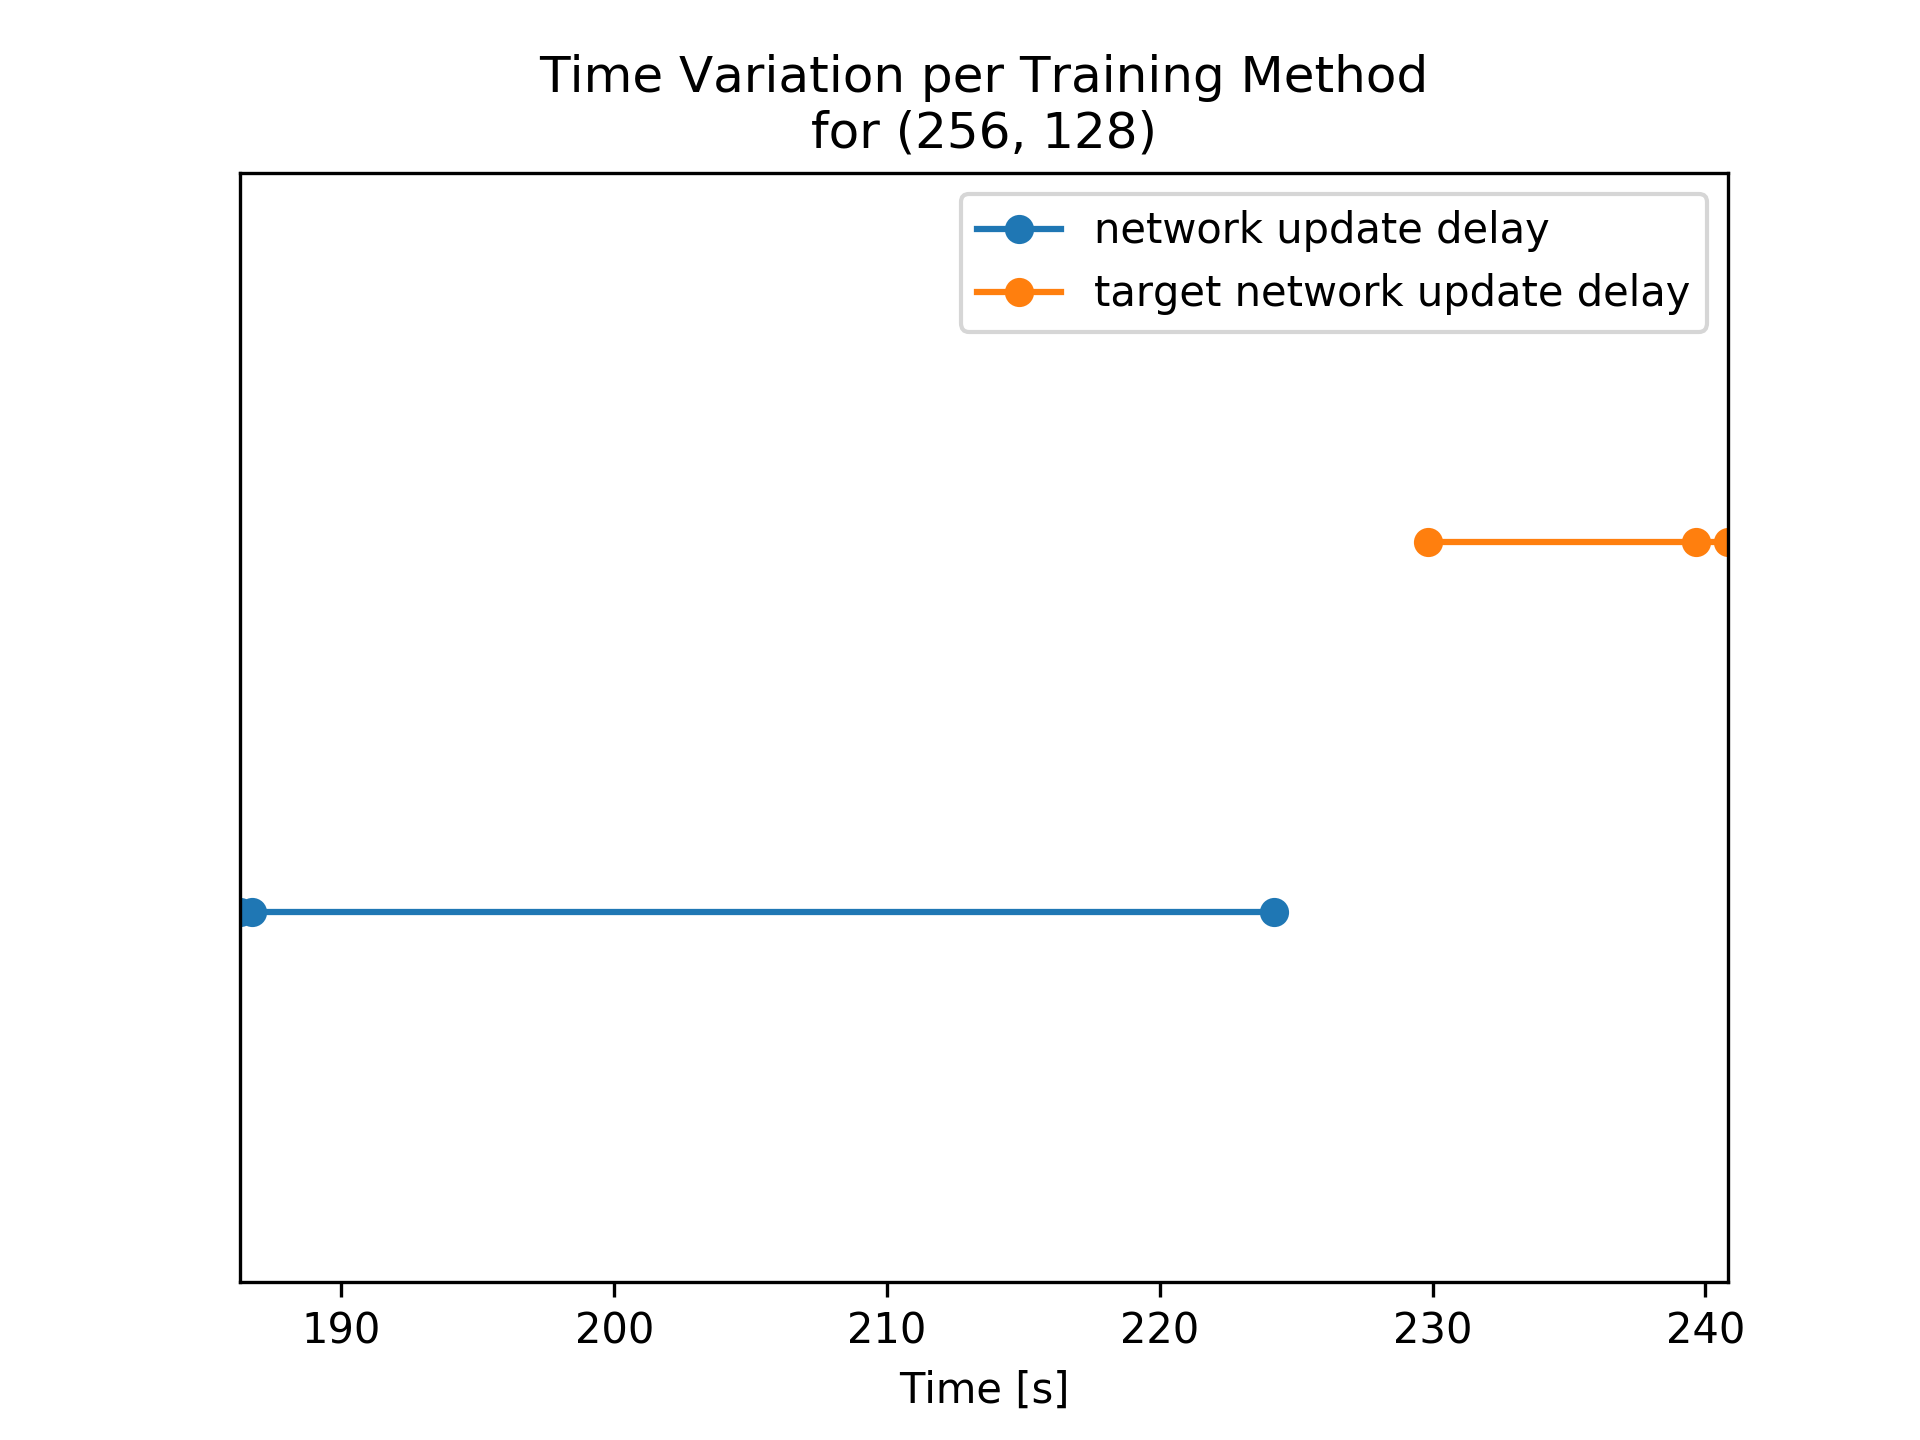 Time Variation per Training Method
for (256, 128)
network update delay
target network update delay
190 200 210 220 230 240
Time [s]